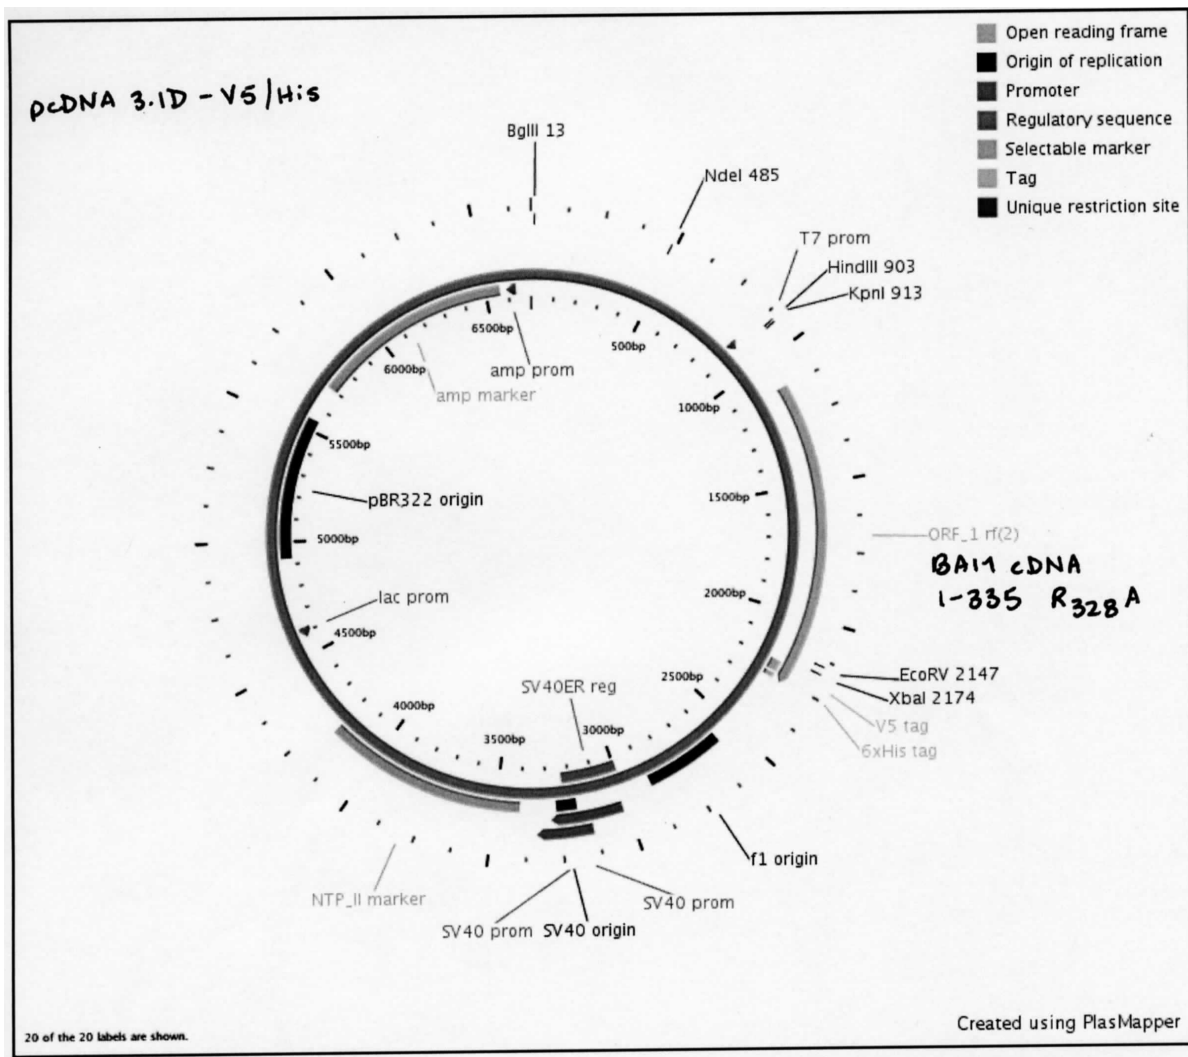 Open reading frame
Origin of replication
Promoter
Regulatory sequence
Selectable marker
Tag
Unique restriction site
pcDNA 3.1D - V5/His
BglII 13
NdeI 485
T7 prom
HindIII 903
KpnI 913
6500bp
500bp
6000bp
amp prom
amp marker
1000bp
5500bp
1500bp
pBR322 origin
ORF_1 rf(2)
5000bp
BAI1 cDNA
1-335 R328A
2000bp
lac prom
4500bp
EcoRV 2147
SV40ER reg
2500bp
XbaI 2174
4000bp
V5 tag
3500bp
3000bp
6xHis tag
f1 origin
NTP_II marker
SV40 prom
SV40 prom
SV40 origin
20 of the 20 labels are shown.
Created using PlasMapper